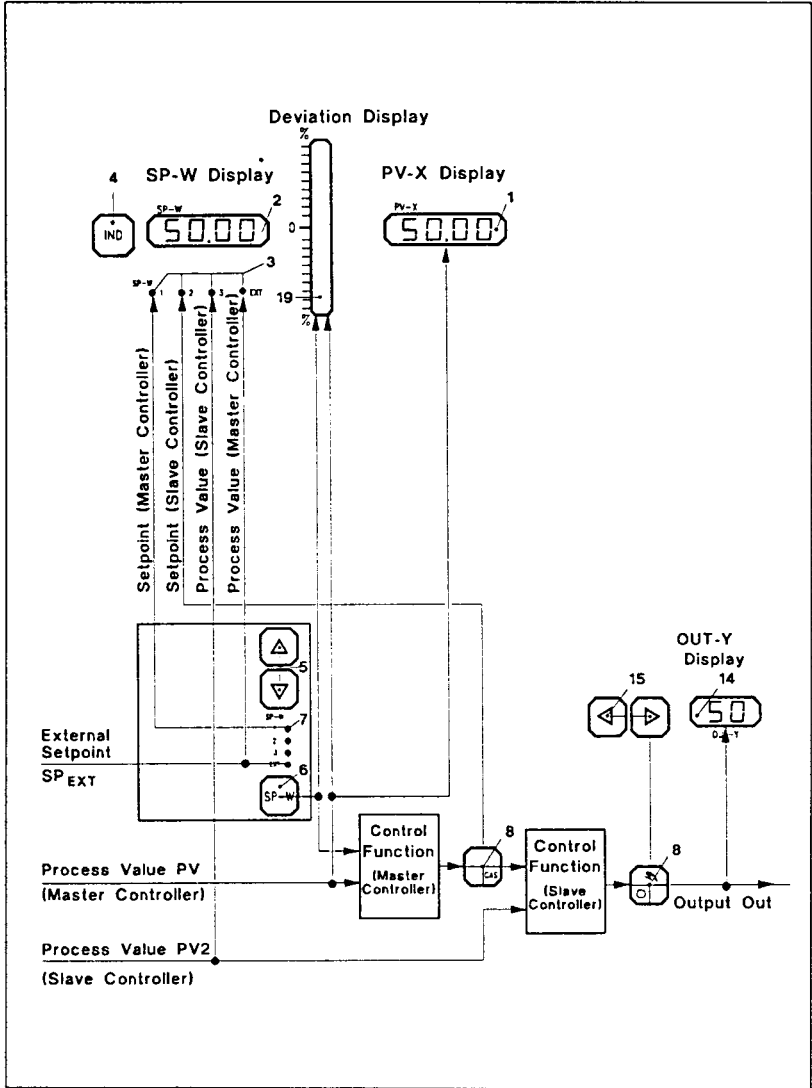 Deviation Display
%
4
SP-W Display
PV-X Display
SP-W
2
PV-X
1
IND
50.00
0
50.00
3
SP-W
1
2
3
EXT
19
%
Setpoint (Master Controller)
Setpoint (Slave Controller)
Process Value (Slave Controller)
Process Value (Master Controller)
5
OUT-Y
Display
15
14
7
50
2
External
Setpoint
SPEXT
6
SP-W
Control
Function
(Master
Controller)
8
CAS
Control
Function
(Slave
Controller)
8
Process Value PV
(Master Controller)
Output Out
Process Value PV2
(Slave Controller)